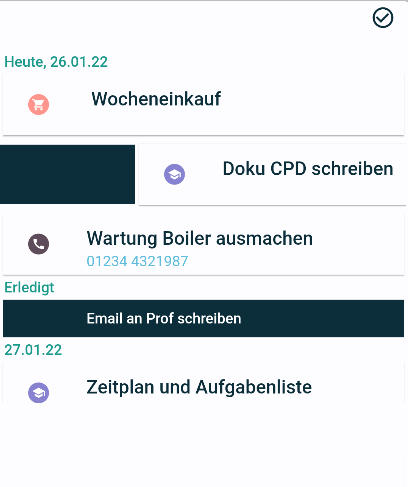 Heute, 26.01.22
Wocheneinkauf
Doku CPD schreiben
Wartung Boiler ausmachen
01234 4321987
Erledigt
Email an Prof schreiben
27.01.22
Zeitplan und Aufgabenliste